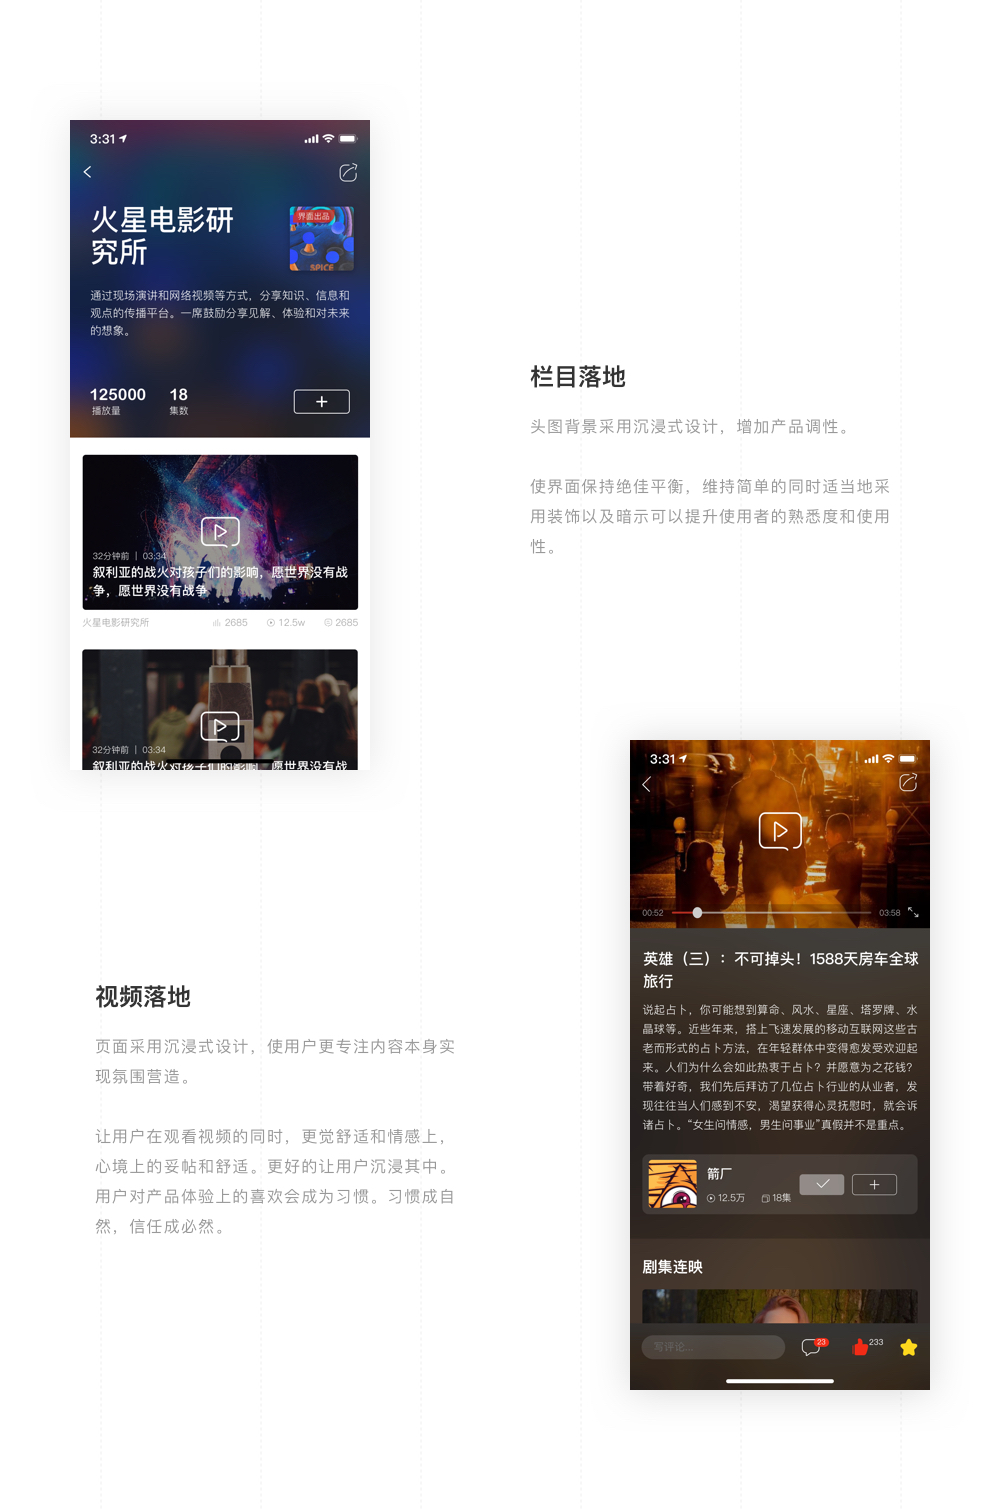 3:31
火星电影研
究所
界面出品
SPICE
通过现场演讲和网络视频等方式，分享知识、信息和
观点的传播平台。一席鼓励分享见解、体验和对未来
的想象。
125000
18
播放量
集数
32分钟前 | 03:34
叙利亚的战火对孩子们的影响，愿世界没有战
争，愿世界没有战争
火星电影研究所
2685
12.5w
2685
32分钟前 | 03:34
叙利亚的战火对孩子们的影响，愿世界没有战
栏目落地
头图背景采用沉浸式设计，增加产品调性。
使界面保持绝佳平衡，维持简单的同时适当地采
用装饰以及暗示可以提升使用者的熟悉度和使用
性。
3:31
00:52
03:58
英雄（三）：不可掉头！1588天房车全球
旅行
说起占卜，你可能想到算命、风水、星座、塔罗牌、水
晶球等。近些年来，搭上飞速发展的移动互联网这些古
老而形式的占卜方法，在年轻群体中变得愈发受欢迎起
来。人们为什么会如此热衷于占卜？并愿意为之花钱？
带着好奇，我们先后拜访了几位占卜行业的从业者，发
现往往当人们感到不安，渴望获得心灵抚慰时，就会诉
诸占卜。“女生问情感，男生问事业”真假并不是重点。
箭厂
12.5万
18集
剧集连映
写评论...
23
233
视频落地
页面采用沉浸式设计，使用户更专注内容本身实
现氛围营造。
让用户在观看视频的同时，更觉舒适和情感上，
心境上的妥帖和舒适。更好的让用户沉浸其中。
用户对产品体验上的喜欢会成为习惯。习惯成自
然，信任成必然。